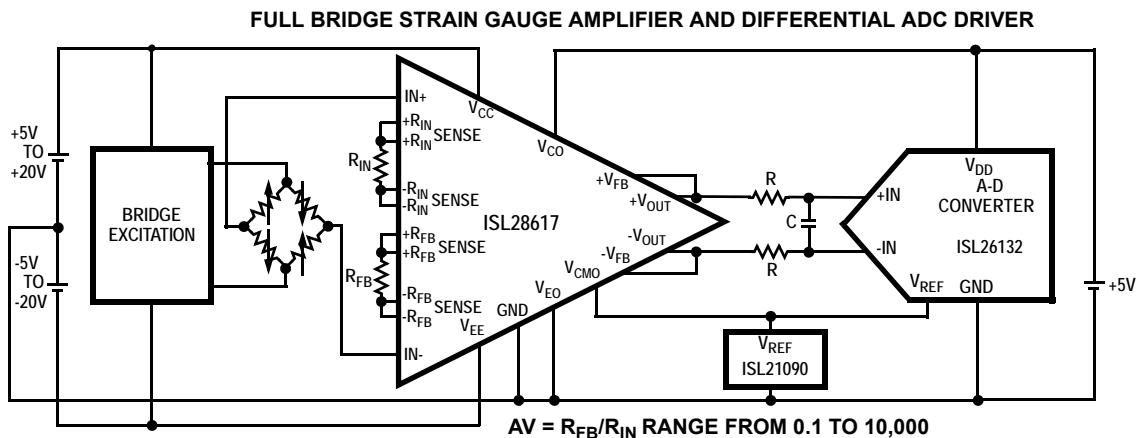 FULL BRIDGE STRAIN GAUGE AMPLIFIER AND DIFFERENTIAL ADC DRIVER
+5V
TO
+20V
-5V
TO
-20V
BRIDGE
EXCITATION
IN+
+RIN
+RIN SENSE
RIN
-RIN
-RIN SENSE
+RFB
+RFB SENSE
RFB
-RFB
-RFB SENSE
IN-
VCC
VCO
ISL28617
+VFB
+VOUT
-VOUT
-VFB
VCMO
VEO
GND
VEE
R
C
R
+IN
-IN
VDD
A-D
CONVERTER
ISL26132
VREF
GND
+5V
VREF
ISL21090
AV = RFB/RIN RANGE FROM 0.1 TO 10,000